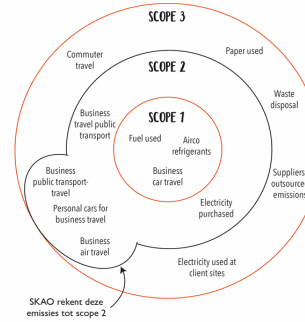 SCOPE 3
Commuter
travel
Paper used
SCOPE 2
Waste
disposal
Business
travel public
transport
SCOPE 1
Fuel used
Airco
refrigerants
Business
car travel
Business
public transport-
travel
Personal cars for
business travel
Business
air travel
Electricity
purchased
Suppliers
outsource
emissions
Electricity used at
client sites
SKAO rekent deze
emissies tot scope 2